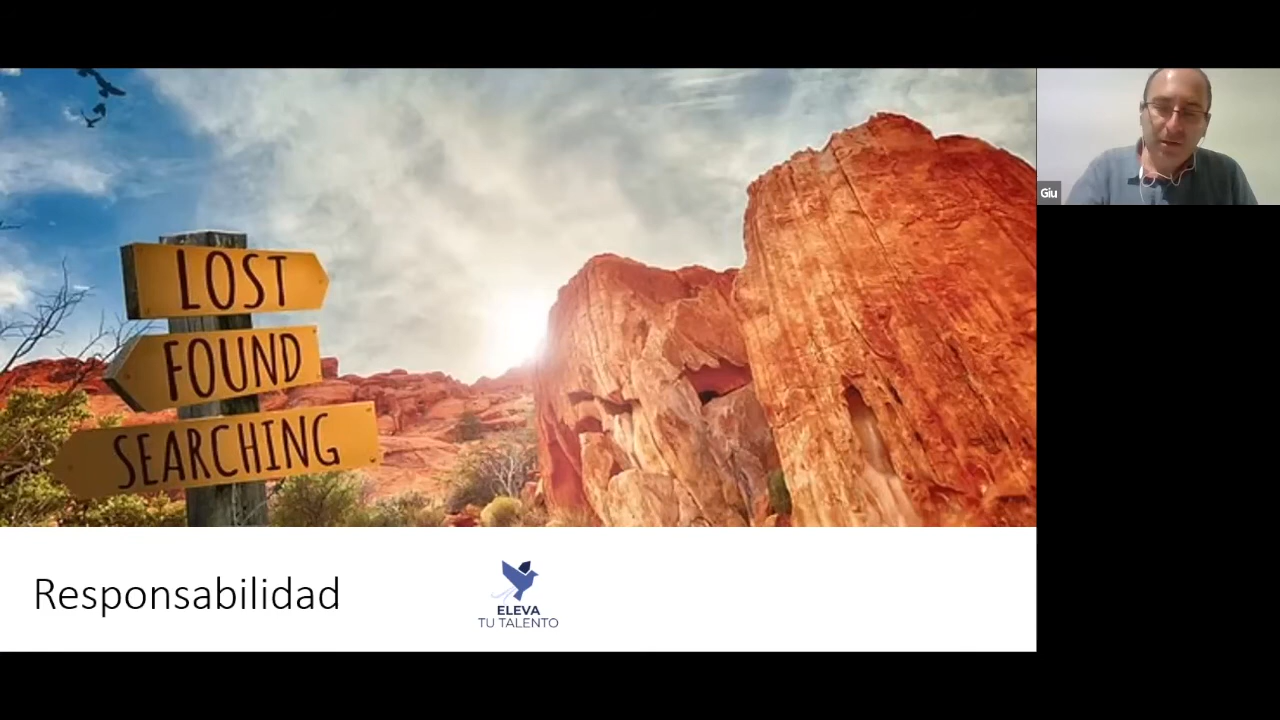 LOST
FOUND
SEARCHING
Giu
Responsabilidad
ELEVA
TU TALENTO